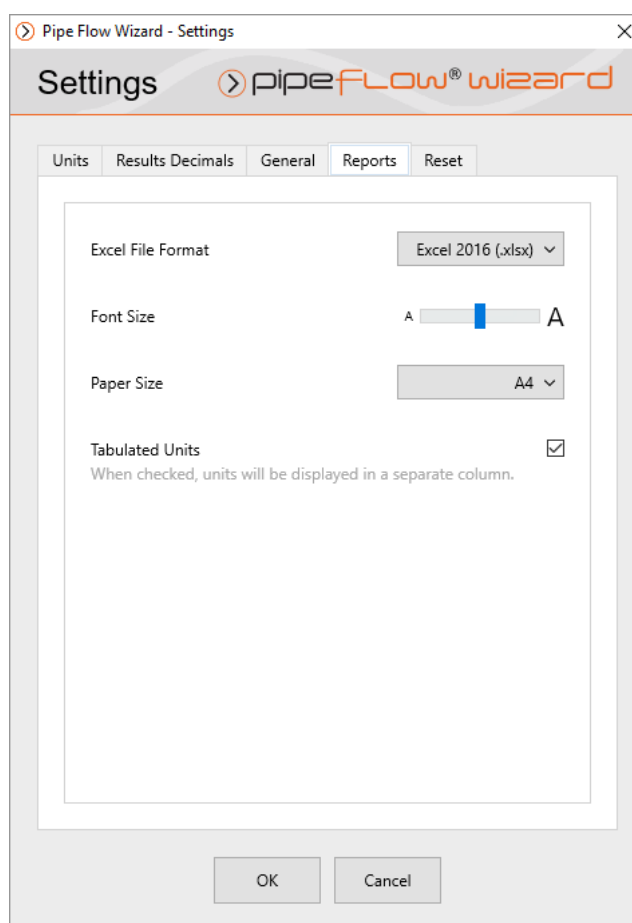 Pipe Flow Wizard - Settings
Settings pipeFLOW® wizard
Units Results Decimals General Reports Reset
Excel File Format Excel 2016 (.xlsx)
Font Size A A
Paper Size A4
Tabulated Units
When checked, units will be displayed in a separate column.
OK Cancel